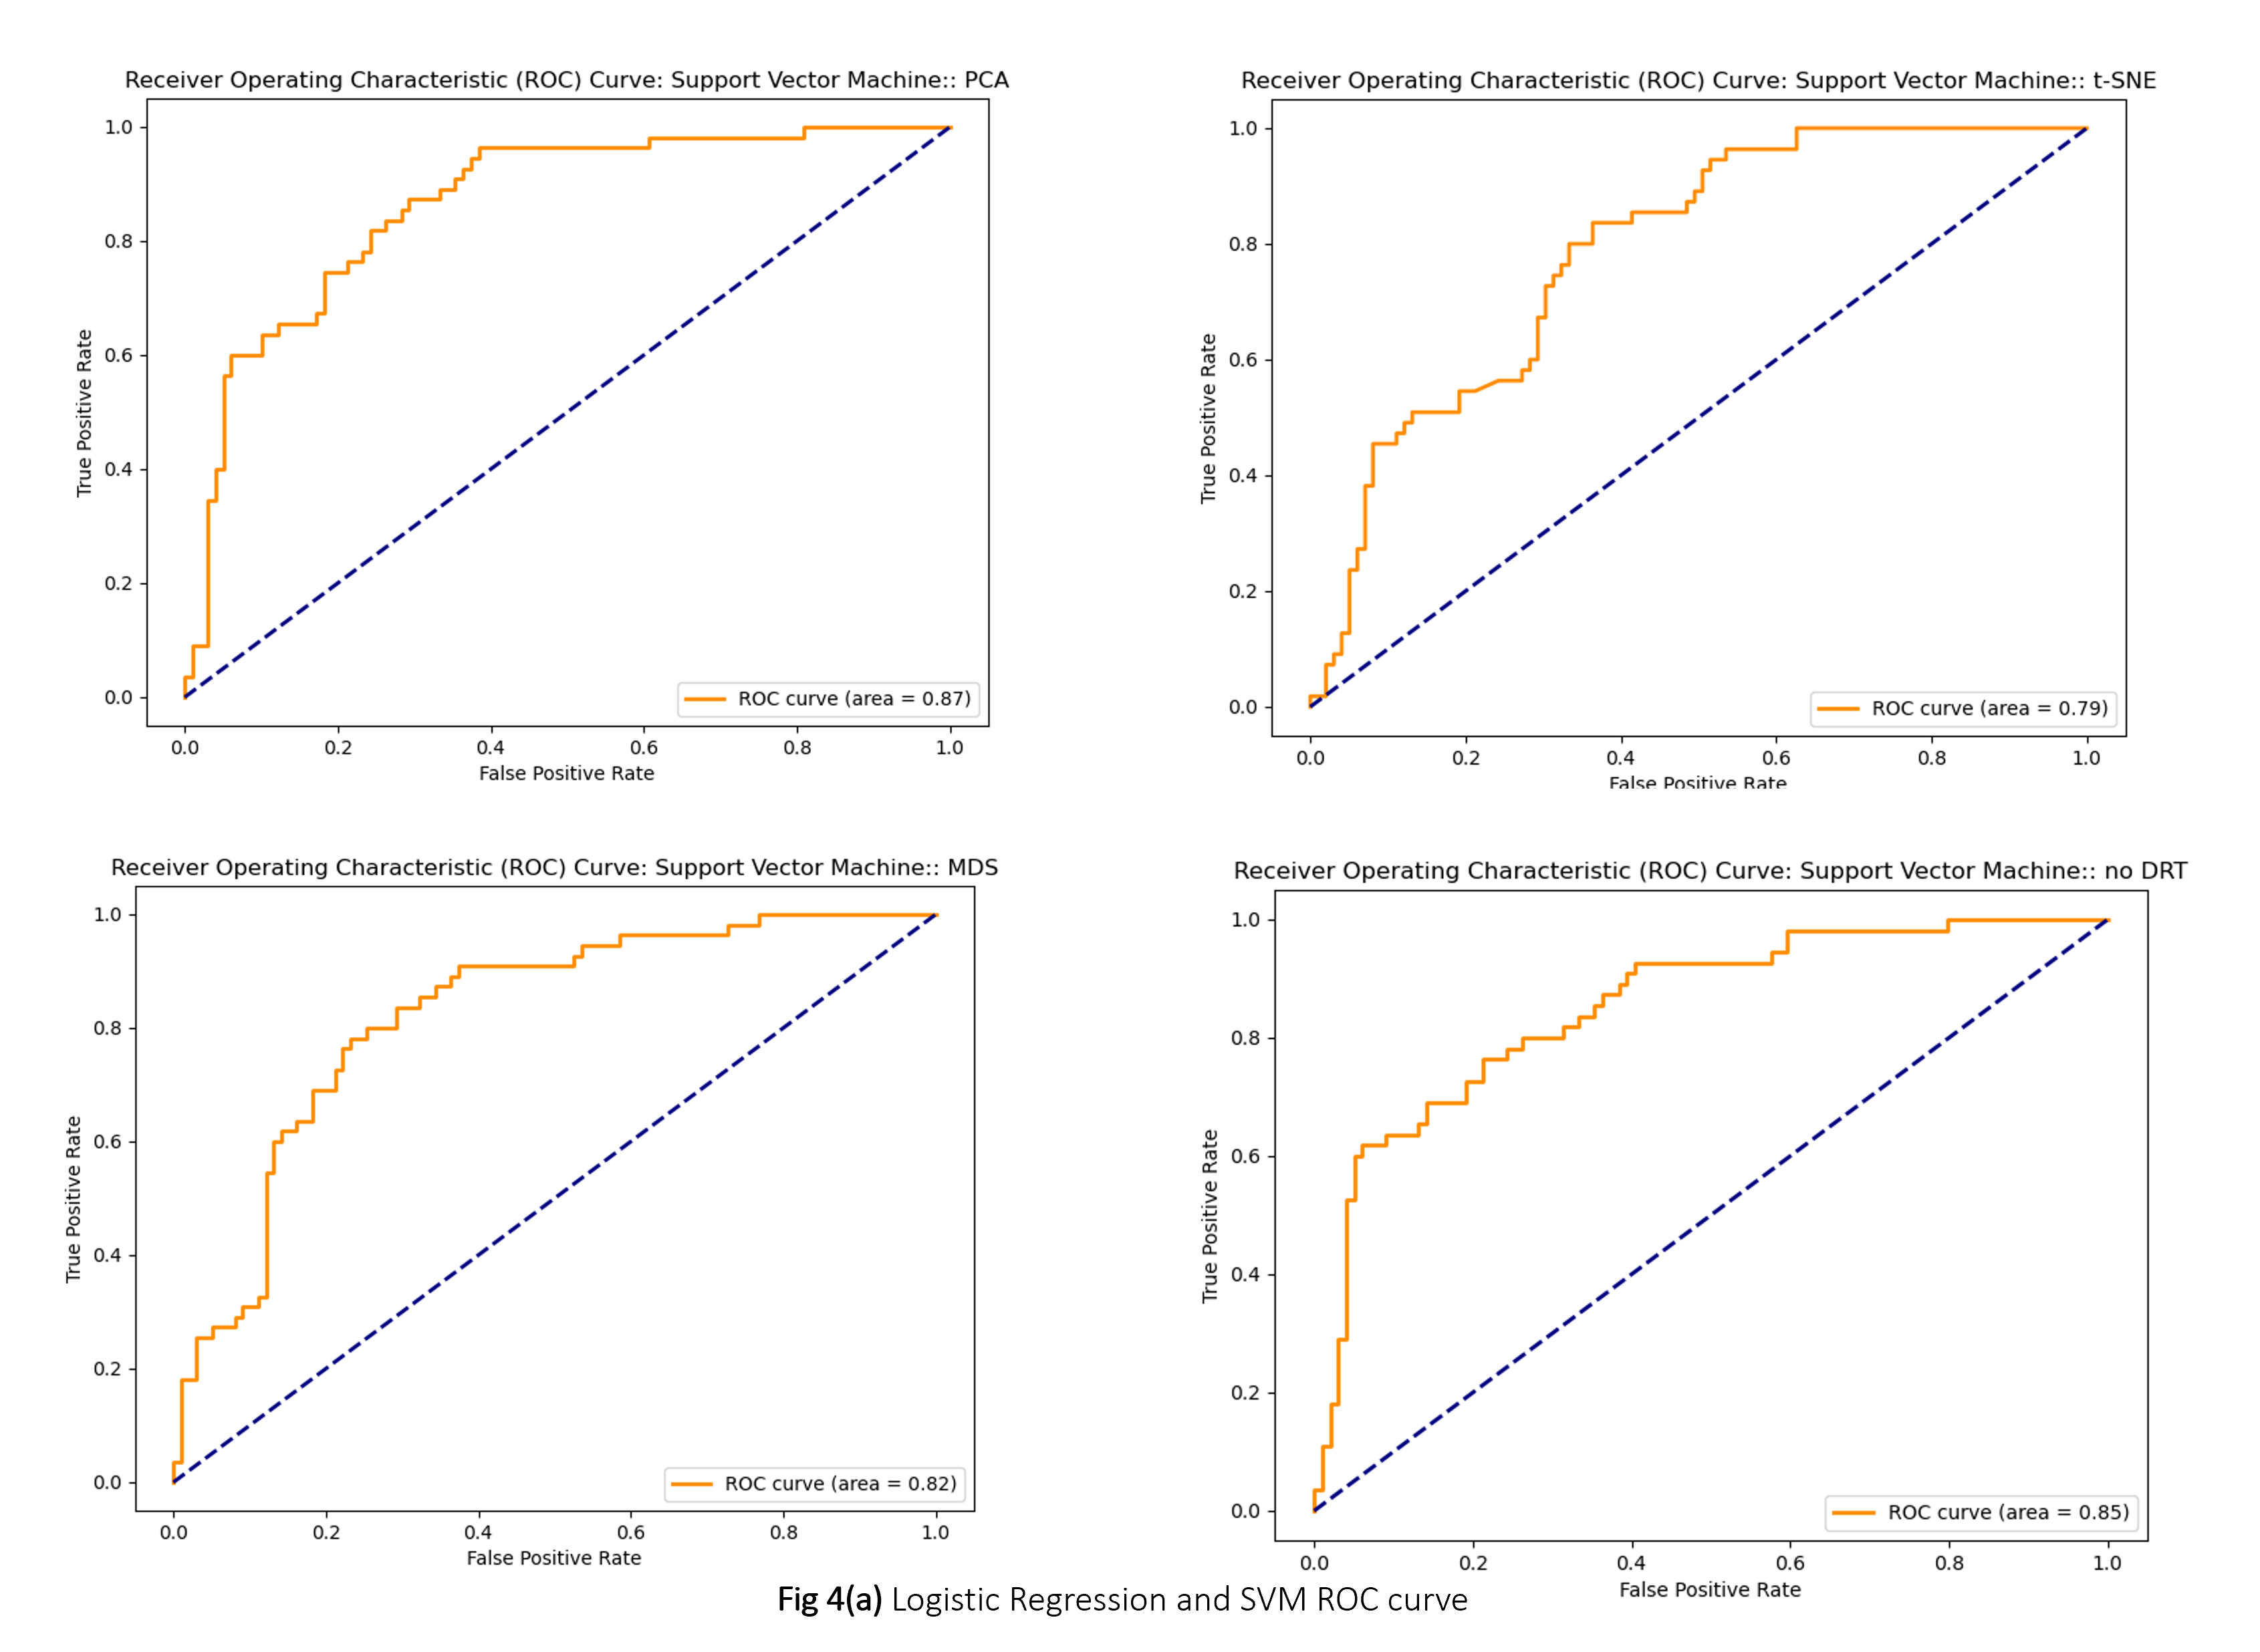 Receiver Operating Characteristic (ROC) Curve: Support Vector Machine:: PCA
1.0
0.8
0.6
0.4
0.2
0.0
True Positive Rate
ROC curve (area = 0.87)
0.0 0.2 0.4 0.6 0.8 1.0
False Positive Rate
Receiver Operating Characteristic (ROC) Curve: Support Vector Machine:: t-SNE
1.0
0.8
0.6
0.4
0.2
0.0
True Positive Rate
ROC curve (area = 0.79)
0.0 0.2 0.4 0.6 0.8 1.0
False Positive Rate
Receiver Operating Characteristic (ROC) Curve: Support Vector Machine:: MDS
1.0
0.8
0.6
0.4
0.2
0.0
True Positive Rate
ROC curve (area = 0.82)
0.0 0.2 0.4 0.6 0.8 1.0
False Positive Rate
Receiver Operating Characteristic (ROC) Curve: Support Vector Machine:: no DRT
1.0
0.8
0.6
0.4
0.2
0.0
True Positive Rate
ROC curve (area = 0.85)
0.0 0.2 0.4 0.6 0.8 1.0
False Positive Rate
Fig 4(a) Logistic Regression and SVM ROC curve